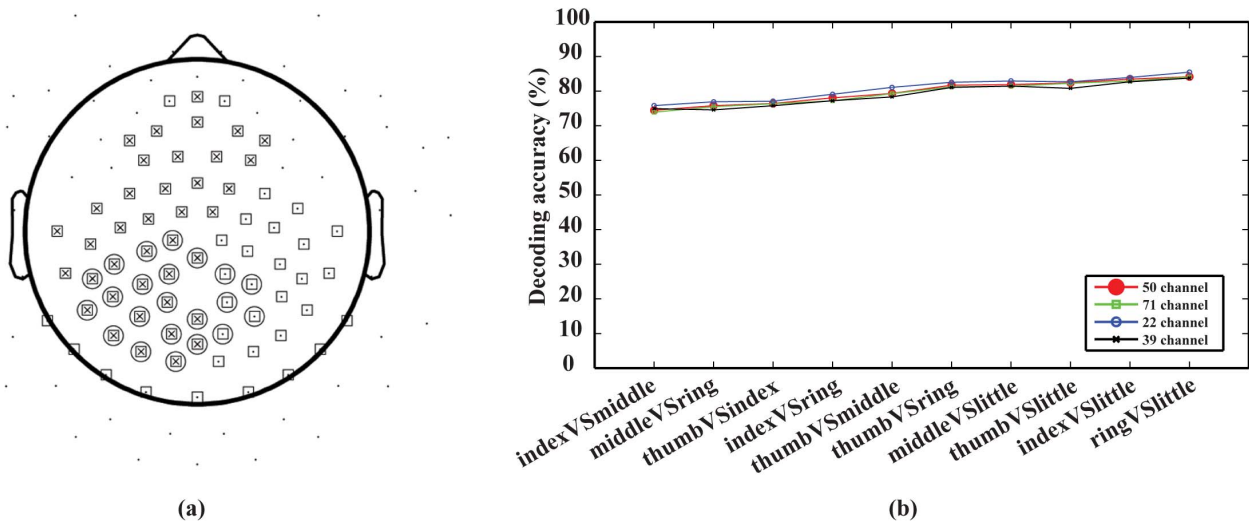 (a)
Decoding accuracy (%)
100
90
80
70
60
50
40
30
20
10
0
50 channel
71 channel
22 channel
39 channel
indexVSmiddle
middleVSring
thumbVSindex
indexVSring
thumbVSmiddle
thumbVSring
middleVSlittle
thumbVSlittle
indexVSlittle
ringVSlittle
(b)